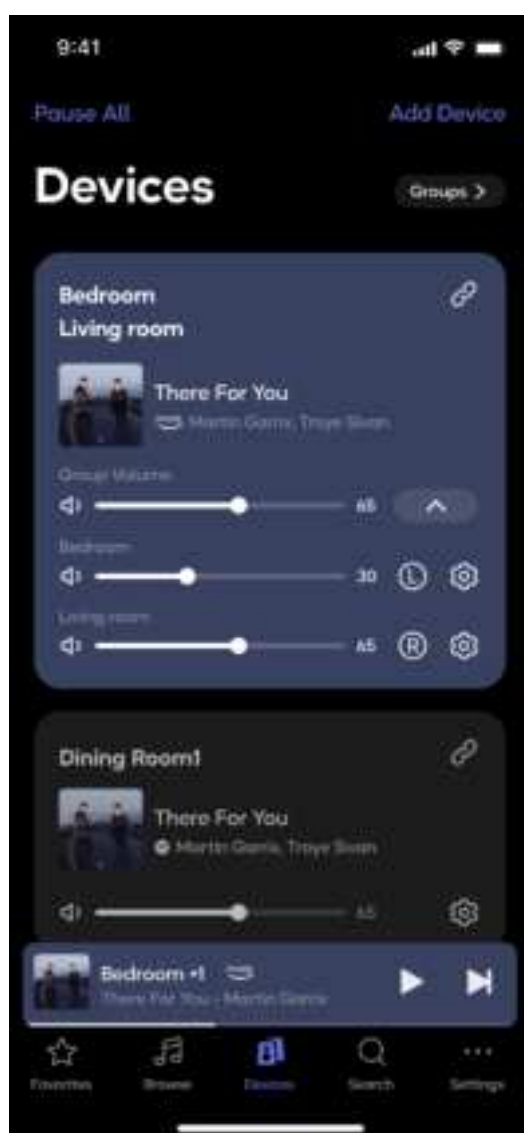 9:41
Pause All
Add Device
Devices
Groups >
Bedroom
Living room
There For You
Martin Garrix, Troye Sivan
Group Volume
65
Bedroom
30
L
Living room
65
R
Dining Room1
There For You
Martin Garrix, Troye Sivan
65
Bedroom +1
There For You - Martin Garrix
Favorites
Browse
Devices
Search
Settings